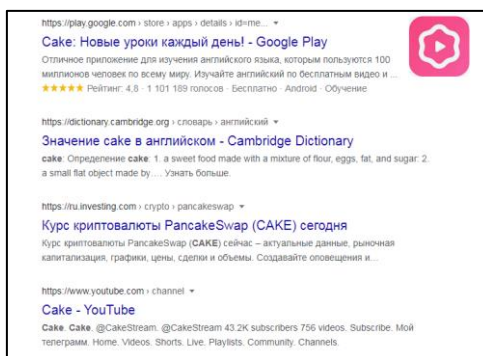 https://play.google.com › store › apps › details › id=me...
Cake: Новые уроки каждый день! - Google Play
Отличное приложение для изучения английского языка, которым пользуются 100
миллионов человек по всему миру. Изучайте английский по бесплатным видео и ...
★★★★★ Рейтинг: 4,8 · 1 101 189 голосов · Бесплатно · Android · Обучение
https://dictionary.cambridge.org › словарь › английский
Значение cake в английском - Cambridge Dictionary
cake. Определение cake: 1. a sweet food made with a mixture of flour, eggs, fat, and sugar: 2.
a small flat object made by .... Узнать больше.
https://ru.investing.com › crypto › pancakeswap
Курс криптовалюты PancakeSwap (CAKE) сегодня
Курс криптовалюты PancakeSwap (CAKE) сейчас – актуальные данные, рыночная
капитализация, графики, цены, сделки и объемы. Создавайте оповещения и...
https://www.youtube.com › channel
Cake - YouTube
Cake. Cake. @CakeStream. @CakeStream 43.2K subscribers 756 videos. Subscribe. Мой
телеграмм. Home. Videos. Shorts. Live. Playlists. Community. Channels.